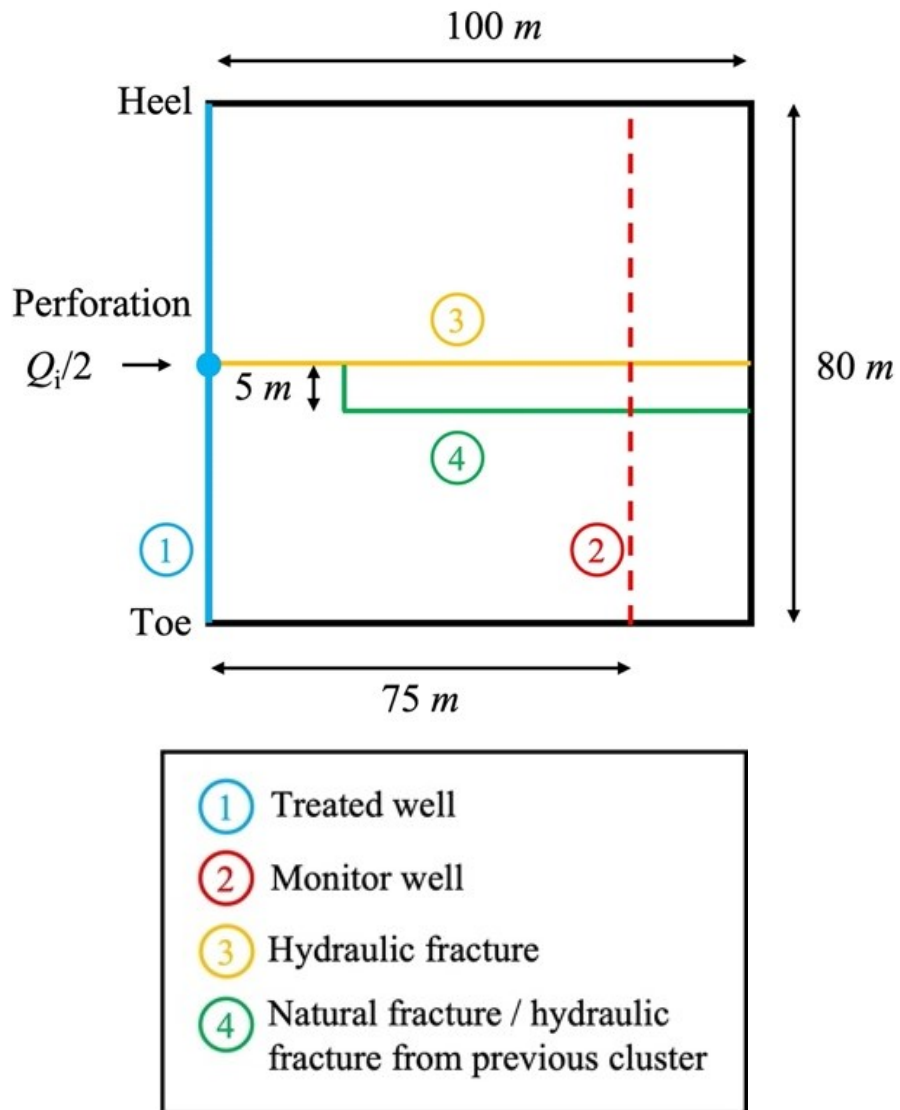 100 m
Heel
Perforation
3
Qi/2
5 m
80 m
4
1
2
Toe
75 m
1 Treated well
2 Monitor well
3 Hydraulic fracture
4 Natural fracture / hydraulic
fracture from previous cluster